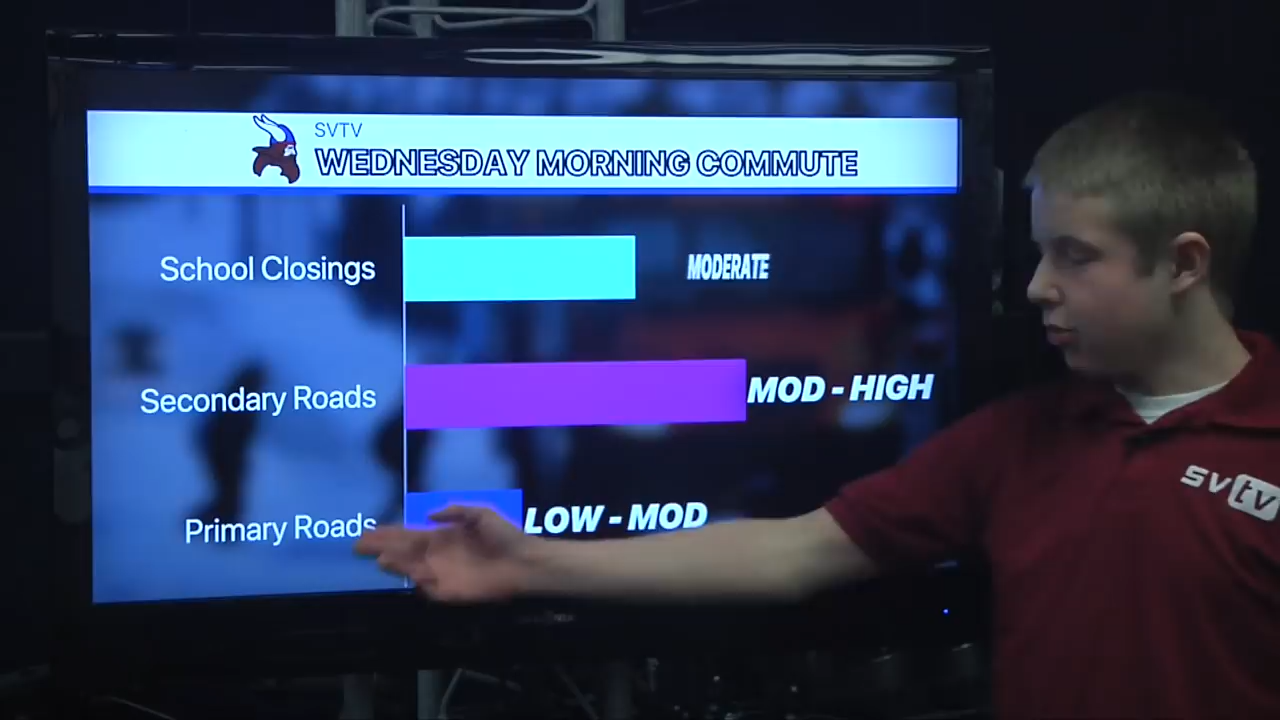 SVTV
WEDNESDAY MORNING COMMUTE
School Closings
MODERATE
Secondary Roads
MOD - HIGH
Primary Roads
LOW - MOD
SVtv